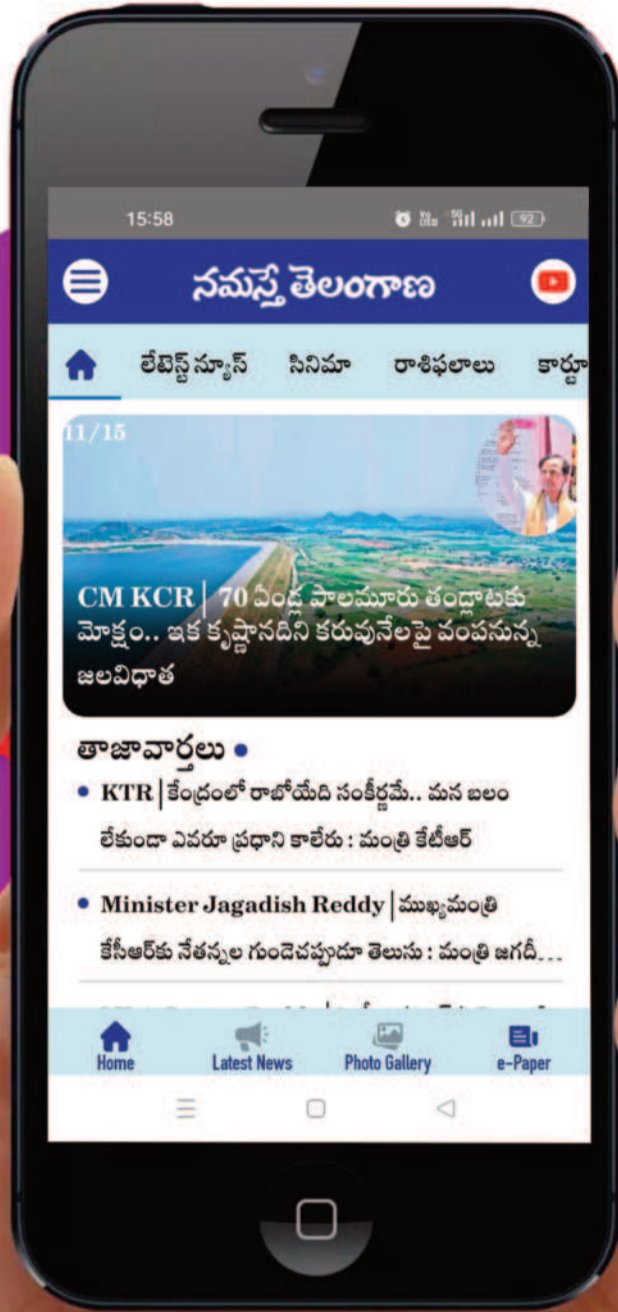 15:58 92
నమస్తే తెలంగాణ
లేటెస్ట్ న్యూస్ సినిమా రాశిఫలాలు కార్టూ
11/15
CM KCR | 70 ఏండ్ల పాలమూరు తండ్లాటకు
మోక్షం.. ఇక కృష్ణానదిని కరువునేలపై వంపనున్న
జలవిధాత
తాజావార్తలు
KTR | కేంద్రంలో రాబోయేది సంకీర్ణమే.. మన బలం
లేకుండా ఎవరూ ప్రధాని కాలేరు : మంత్రి కేటీఆర్
Minister Jagadish Reddy | ముఖ్యమంత్రి
కేసీఆర్‌కు నేతన్నల గుండెచప్పుడూ తెలుసు : మంత్రి జగదీ...
Home Latest News Photo Gallery e-Paper